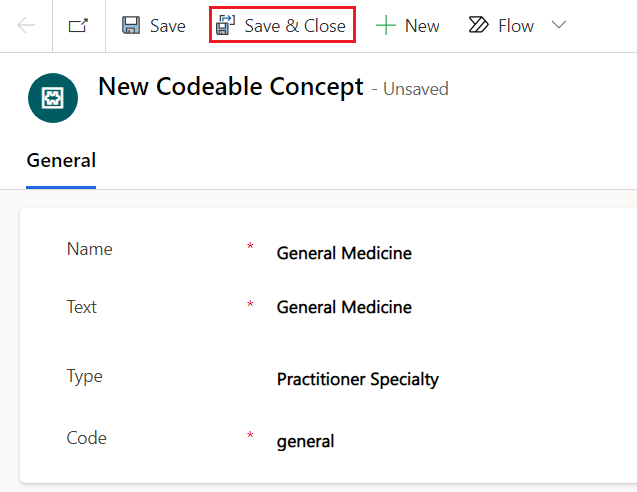 Save Save & Close New Flow
New Codeable Concept - Unsaved
General
Name * General Medicine
Text * General Medicine
Type Practitioner Specialty
Code * general